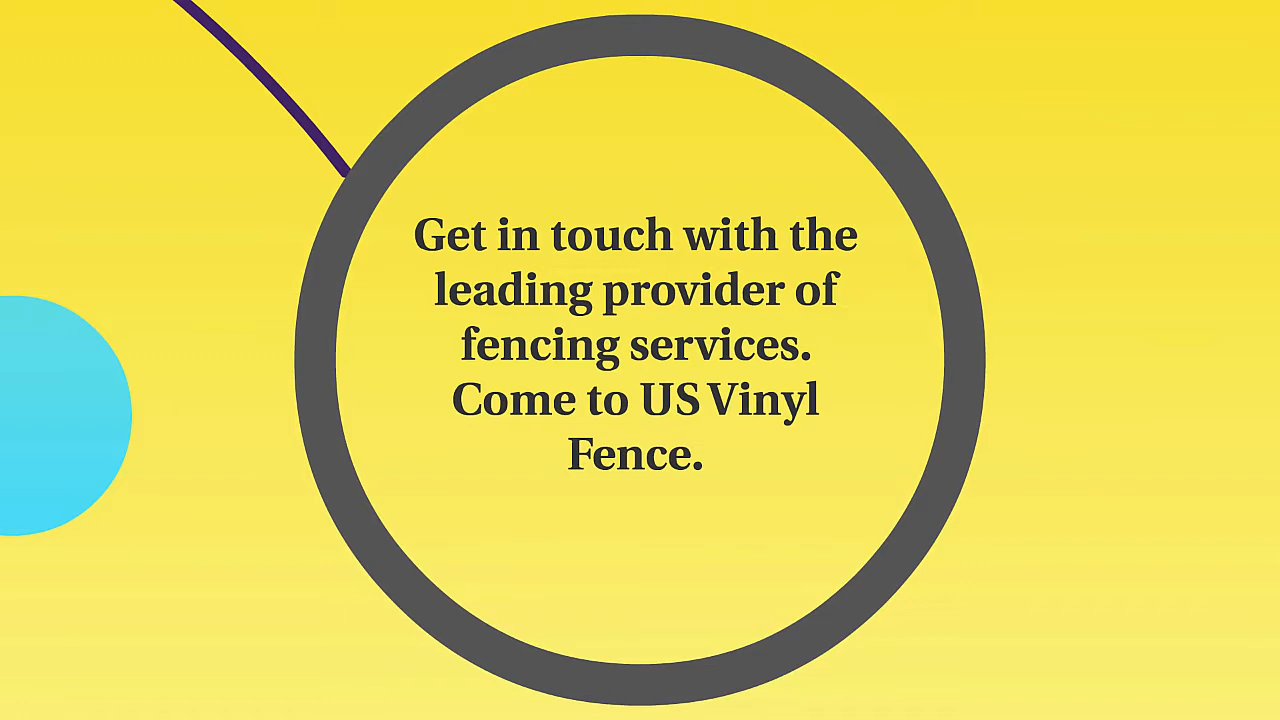 Get in touch with the
leading provider of
fencing services.
Come to US Vinyl
Fence.